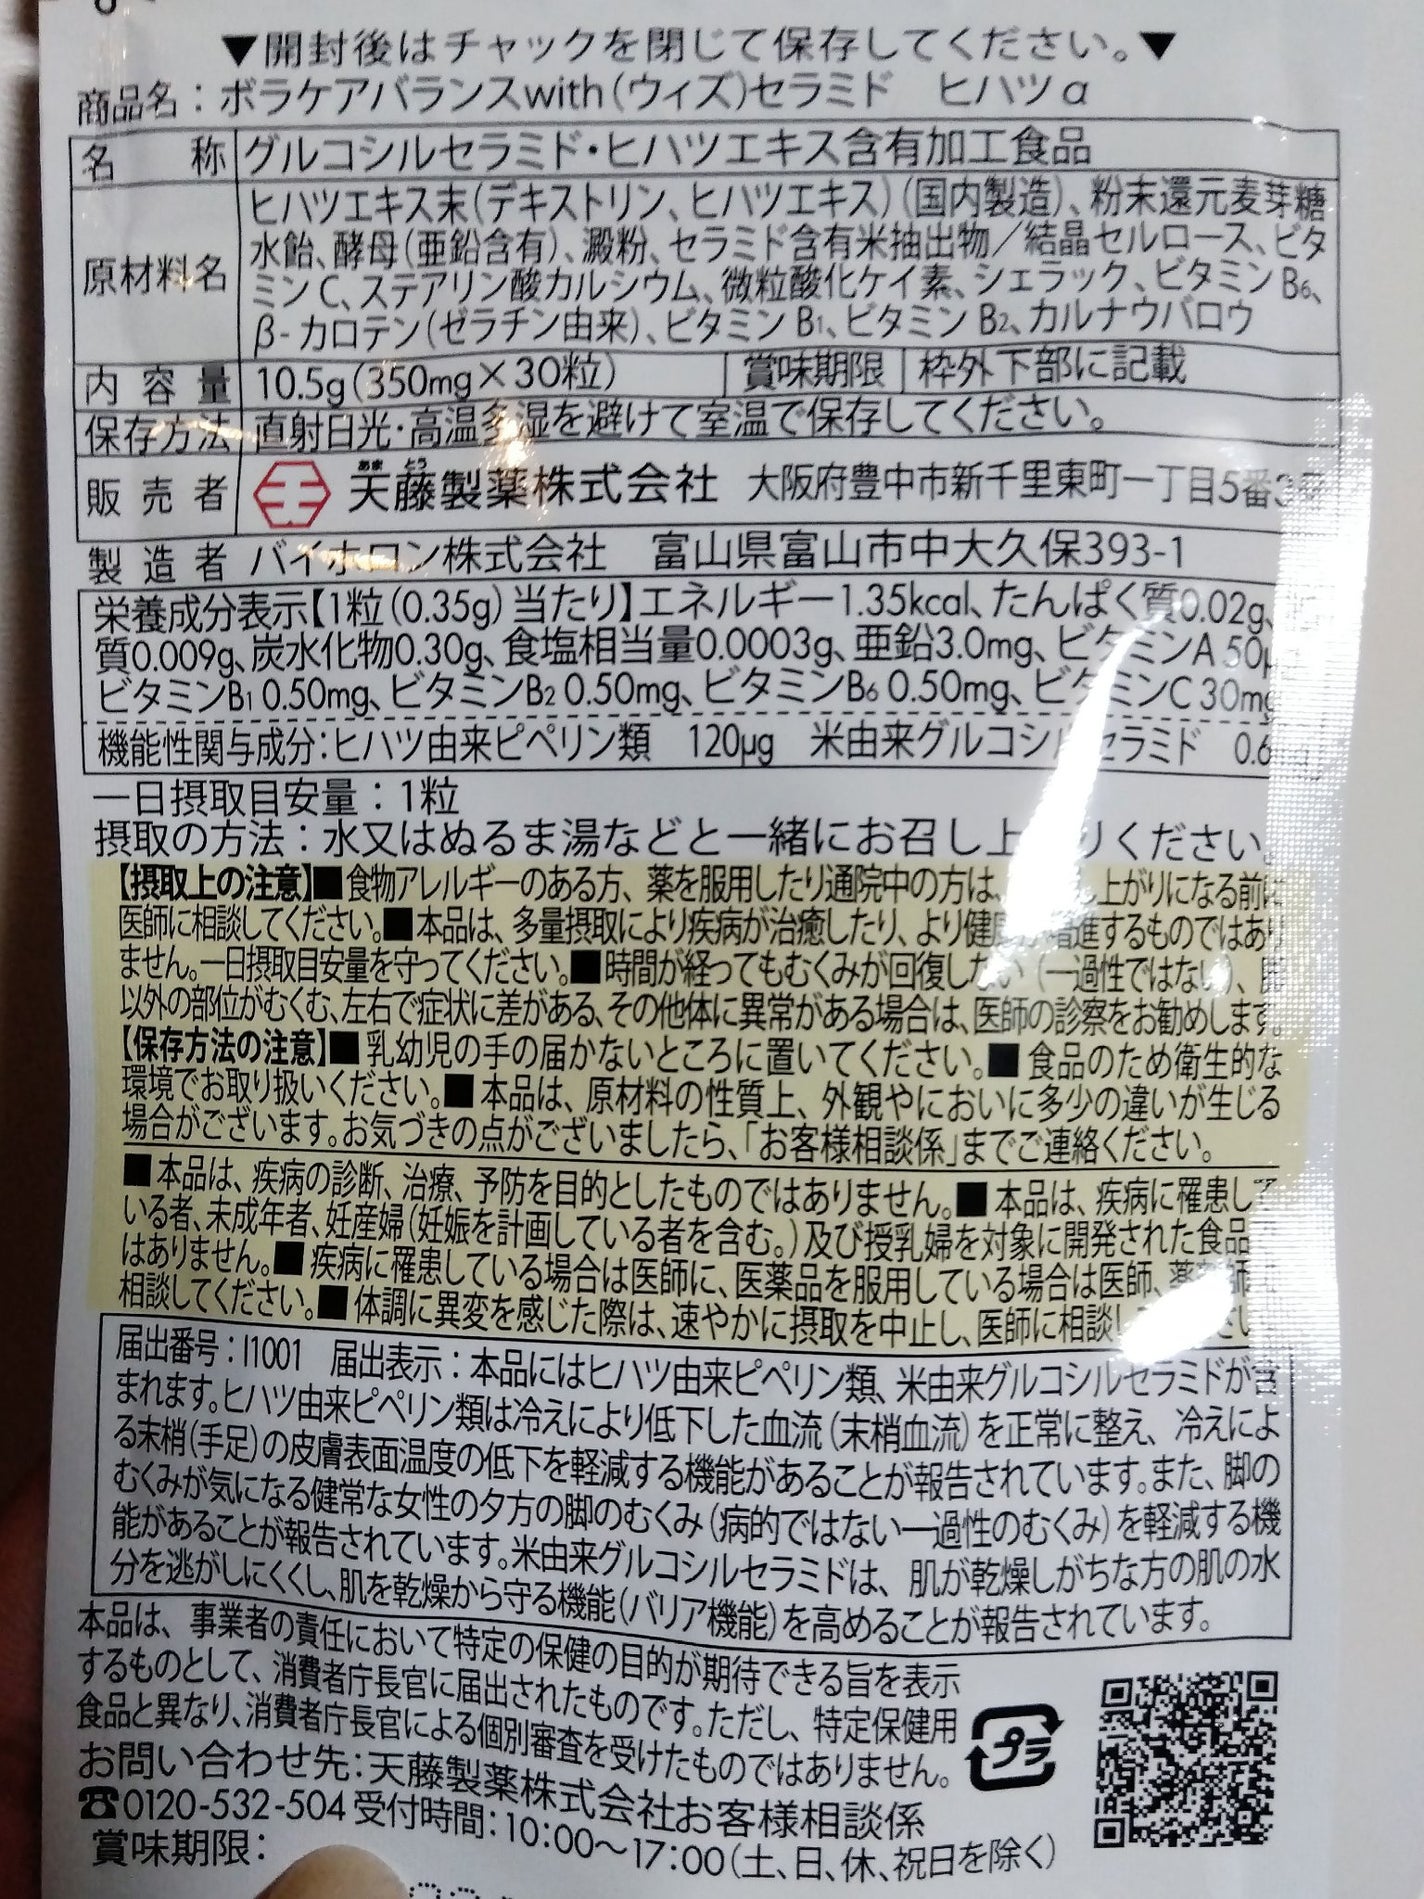 ▼開封後はチャックを閉じて保存してください。▼
商品名：ボラケアバランスwith(ウィズ)セラミド ヒハツα
名 称 グルコシルセラミド・ヒハツエキス含有加工食品
原材料名 ヒハツエキス末(デキストリン、ヒハツエキス)(国内製造)、粉末還元麦芽糖
水飴、酵母(亜鉛含有)、澱粉、セラミド含有米抽出物／結晶セルロース、ビタ
ミンC、ステアリン酸カルシウム、微粒酸化ケイ素、シェラック、ビタミンB6、
β-カロテン(ゼラチン由来)、ビタミンB1、ビタミンB2、カルナウバロウ
内容量 10.5g(350mg×30粒) 賞味期限 枠外下部に記載
保存方法 直射日光・高温多湿を避けて室温で保存してください。
販売者 あま とう 天藤製薬株式会社 大阪府豊中市新千里東町一丁目5番3号
製造者 バイホロン株式会社 富山県富山市中大久保393-1
栄養成分表示【1粒(0.35g)当たり】エネルギー1.35kcal、たんぱく質0.02g、
質0.009g、炭水化物0.30g、食塩相当量0.0003g、亜鉛3.0mg、ビタミンA 50μ
ビタミンB1 0.50mg、ビタミンB2 0.50mg、ビタミンB6 0.50mg、ビタミンC 30mg
機能性関与成分：ヒハツ由来ピペリン類 120μg 米由来グルコシルセラミド 0.6
一日摂取目安量：1粒
摂取の方法：水又はぬるま湯などと一緒にお召し上がりください。
【摂取上の注意】■食物アレルギーのある方、薬を服用したり通院中の方は、 し上がりになる前に
医師に相談してください。■本品は、多量摂取により疾病が治癒したり、より健康が増進するものではあり
ません。一日摂取目安量を守ってください。■時間が経ってもむくみが回復しない(一過性ではない)、脚
以外の部位がむくむ、左右で症状に差がある、その他体に異常がある場合は、医師の診察をお勧めします。
【保存方法の注意】■乳幼児の手の届かないところに置いてください。■食品のため衛生的な
環境でお取り扱いください。■本品は、原材料の性質上、外観やにおいに多少の違いが生じる
場合がございます。お気づきの点がございましたら、「お客様相談係」までご連絡ください。
■本品は、疾病の診断、治療、予防を目的としたものではありません。■本品は、疾病に罹患して
いる者、未成年者、妊産婦(妊娠を計画している者を含む。)及び授乳婦を対象に開発された食品
はありません。■疾病に罹患している場合は医師に、医薬品を服用している場合は医師、薬剤師に
相談してください。■体調に異変を感じた際は、速やかに摂取を中止し、医師に相談し さい
届出番号：I1001 届出表示：本品にはヒハツ由来ピペリン類、米由来グルコシルセラミドが含
まれます。ヒハツ由来ピペリン類は冷えにより低下した血流(末梢血流)を正常に整え、冷えによ
る末梢(手足)の皮膚表面温度の低下を軽減する機能があることが報告されています。また、脚の
むくみが気になる健常な女性の夕方の脚のむくみ(病的ではない一過性のむくみ)を軽減する機
能があることが報告されています。米由来グルコシルセラミドは、肌が乾燥しがちな方の肌の水
分を逃がしにくくし、肌を乾燥から守る機能(バリア機能)を高めることが報告されています。
本品は、事業者の責任において特定の保健の目的が期待できる旨を表示
するものとして、消費者庁長官に届出されたものです。ただし、特定保健用
食品と異なり、消費者庁長官による個別審査を受けたものではありません。
プラ
お問い合わせ先：天藤製薬株式会社お客様相談係
☎0120-532-504 受付時間：10:00～17:00(土、日、休、祝日を除く)
賞味期限：